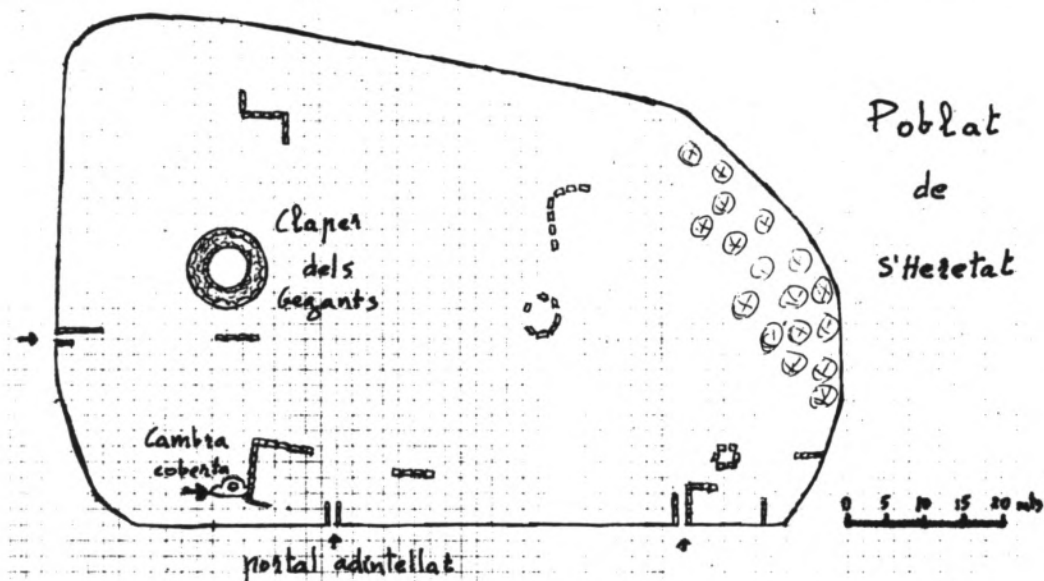 Poblat
de
s'Heretat
Claper
dels
Gegants
Cambra
coberta
portal adintellat
0 5 10 15 20 mts